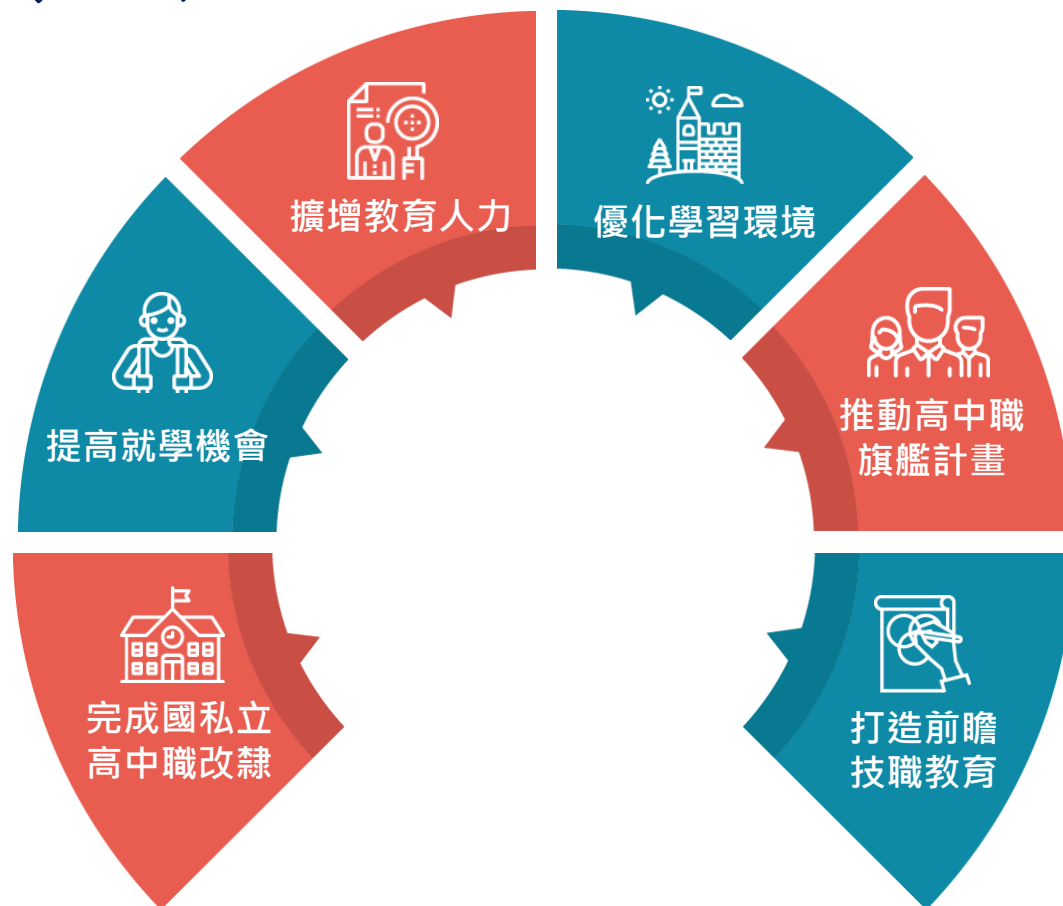 完成國私立
高中職改隸
提高就學機會
擴增教育人力
優化學習環境
推動高中職
旗艦計畫
打造前瞻
技職教育